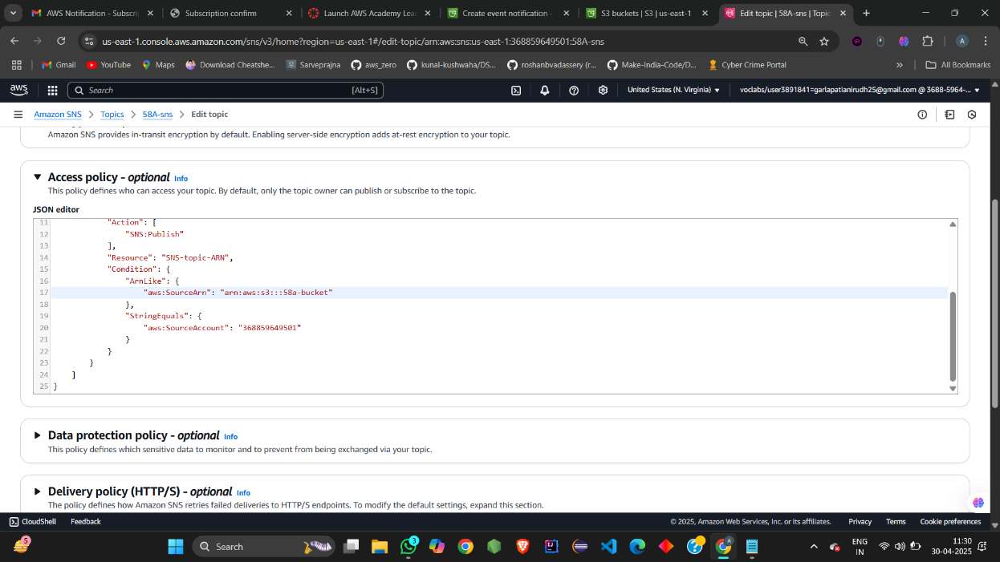 AWS Notification - Subscrip
Subscription confirm
Launch AWS Academy Lea
Create event notification -
S3 buckets | S3 | us-east-1
Edit topic | 58A-sns | Topic
us-east-1.console.aws.amazon.com/sns/v3/home?region=us-east-1#/edit-topic/arn:aws:sns:us-east-1:368859649501:58A-sns
A
Gmail
YouTube
Maps
Download Cheatshe...
Sarveprajna
aws_zero
kunal-kushwaha/DS...
roshanbvadassery (r...
Make-India-Code/D...
Cyber Crime Portal
»
All Bookmarks
aws
Search
[Alt+S]
United States (N. Virginia)
voclabs/user3891841=garlapatianirudh25@gmail.com @ 3688-5964-...
Amazon SNS
Topics
58A-sns
Edit topic
Amazon SNS provides in-transit encryption by default. Enabling server-side encryption adds at-rest encryption to your topic.
Access policy - optional Info
This policy defines who can access your topic. By default, only the topic owner can publish or subscribe to the topic.
JSON editor
11 "Action": [
12 "SNS:Publish"
13 ],
14 "Resource": "SNS-topic-ARN",
15 "Condition": {
16 "ArnLike": {
17 "aws:SourceArn": "arn:aws:s3:::58a-bucket"
18 },
19 "StringEquals": {
20 "aws:SourceAccount": "368859649501"
21 }
22 }
23 }
24 ]
25 }
Data protection policy - optional Info
This policy defines which sensitive data to monitor and to prevent from being exchanged via your topic.
Delivery policy (HTTP/S) - optional Info
The policy defines how Amazon SNS retries failed deliveries to HTTP/S endpoints. To modify the default settings, expand this section.
CloudShell
Feedback
© 2025, Amazon Web Services, Inc. or its affiliates.
Privacy
Terms
Cookie preferences
5
Search
3
A
ENG
IN
11:30
30-04-2025